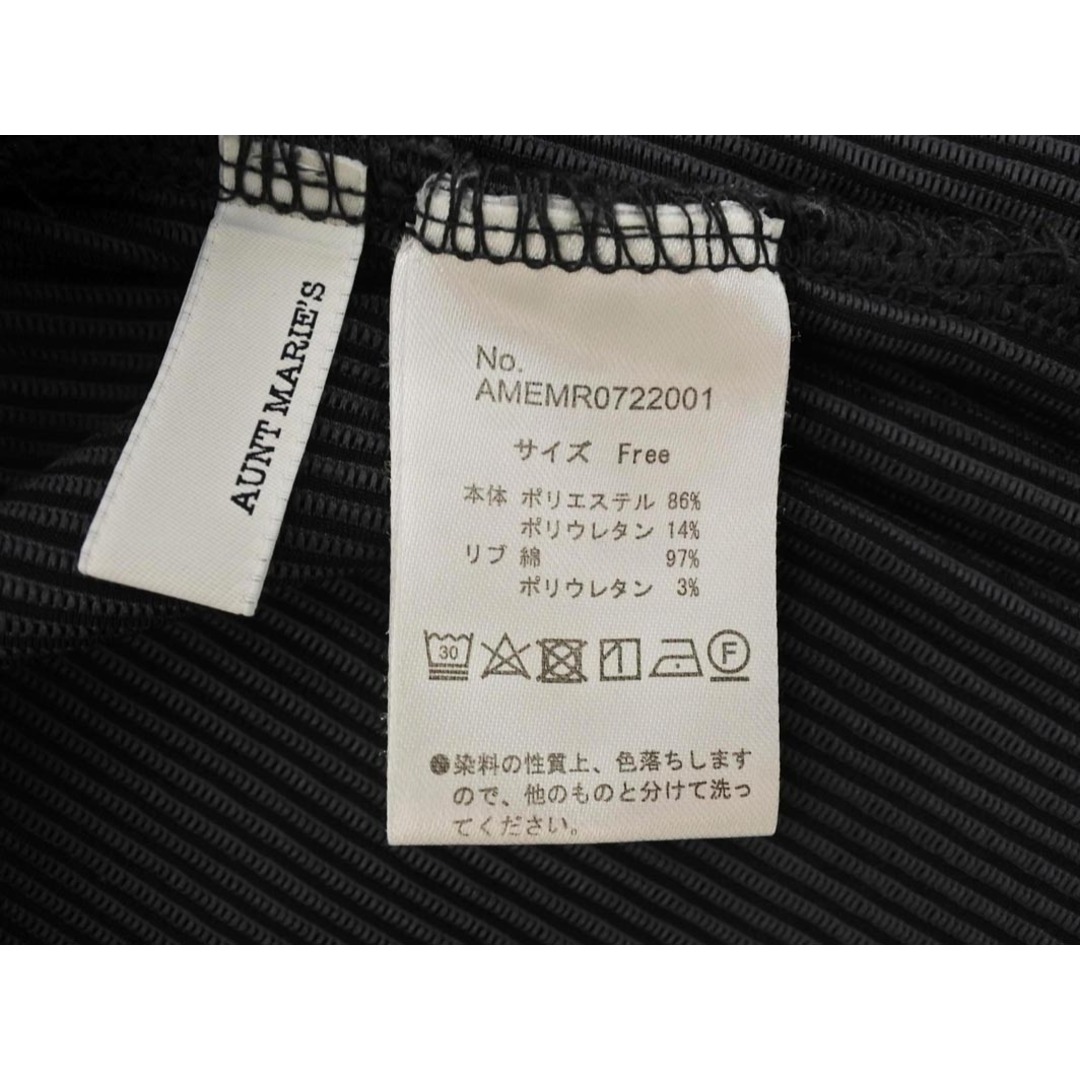 AUNT MARIE'S
No.
AMEMR0722001
サイズ Free
本体 ポリエステル 86%
ポリウレタン 14%
リブ 綿 97%
ポリウレタン 3%
30
F
●染料の性質上、色落ちします
ので、他のものと分けて洗っ
てください。